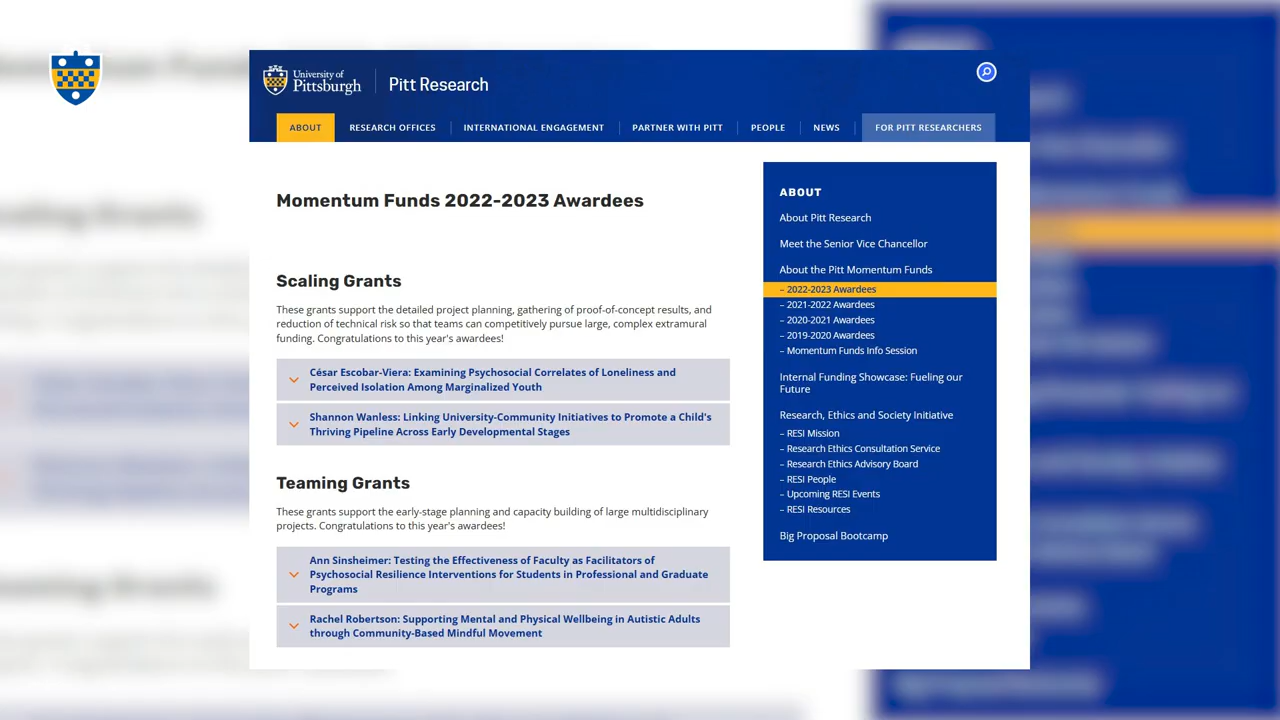 University of
Pittsburgh
Pitt Research
ABOUT
RESEARCH OFFICES
INTERNATIONAL ENGAGEMENT
PARTNER WITH PITT
PEOPLE
NEWS
FOR PITT RESEARCHERS
Momentum Funds 2022-2023 Awardees
Scaling Grants
These grants support the detailed project planning, gathering of proof-of-concept results, and
reduction of technical risk so that teams can competitively pursue large, complex extramural
funding. Congratulations to this year's awardees!
César Escobar-Viera: Examining Psychosocial Correlates of Loneliness and
Perceived Isolation Among Marginalized Youth
Shannon Wanless: Linking University-Community Initiatives to Promote a Child's
Thriving Pipeline Across Early Developmental Stages
Teaming Grants
These grants support the early-stage planning and capacity building of large multidisciplinary
projects. Congratulations to this year's awardees!
Ann Sinsheimer: Testing the Effectiveness of Faculty as Facilitators of
Psychosocial Resilience Interventions for Students in Professional and Graduate
Programs
Rachel Robertson: Supporting Mental and Physical Wellbeing in Autistic Adults
through Community-Based Mindful Movement
ABOUT
About Pitt Research
Meet the Senior Vice Chancellor
About the Pitt Momentum Funds
– 2022-2023 Awardees
– 2021-2022 Awardees
– 2020-2021 Awardees
– 2019-2020 Awardees
– Momentum Funds Info Session
Internal Funding Showcase: Fueling our
Future
Research, Ethics and Society Initiative
– RESI Mission
– Research Ethics Consultation Service
– Research Ethics Advisory Board
– RESI People
– Upcoming RESI Events
– RESI Resources
Big Proposal Bootcamp